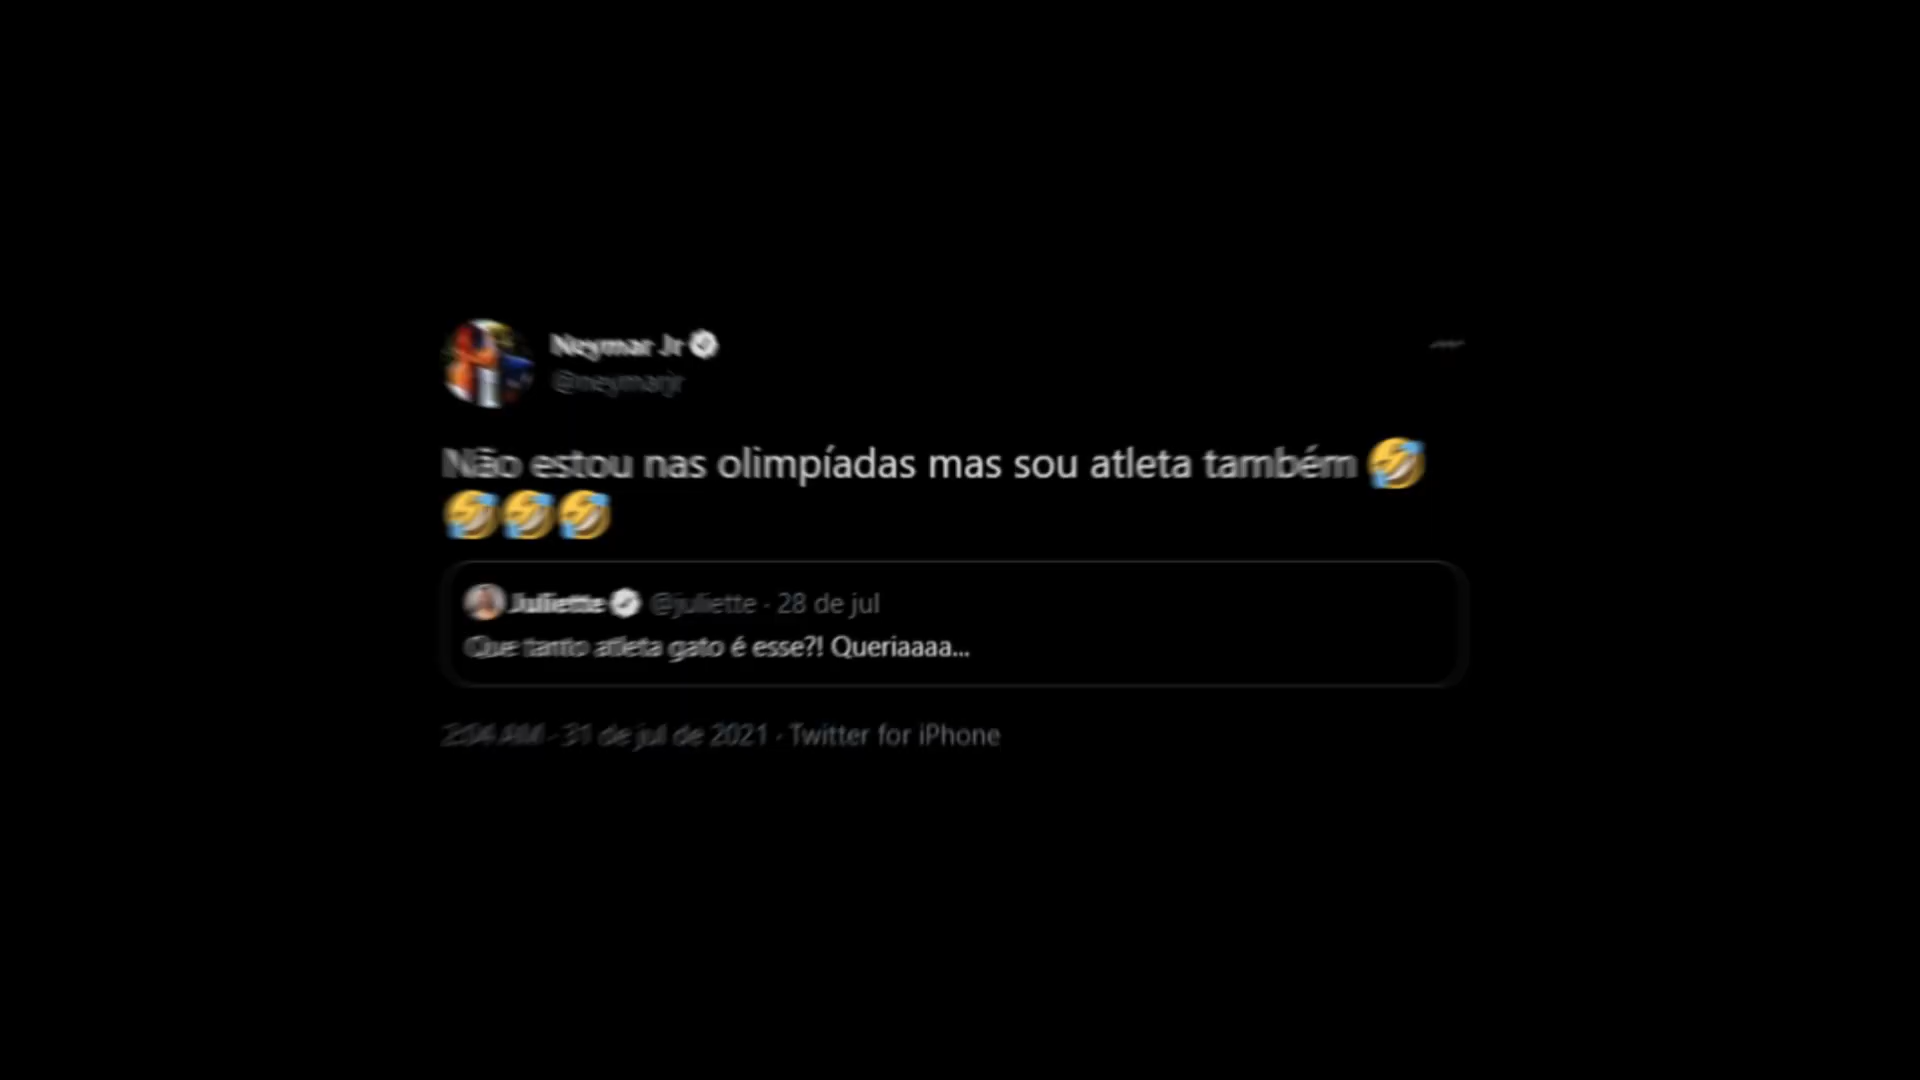 Neymar Jr
@neymarjr
Não estou nas olimpíadas mas sou atleta também 🤣
🤣🤣🤣
Juliette @juliette · 28 de jul
Que tanto atleta gato é esse?! Queriaaaa...
2:04 AM · 31 de jul de 2021 · Twitter for iPhone